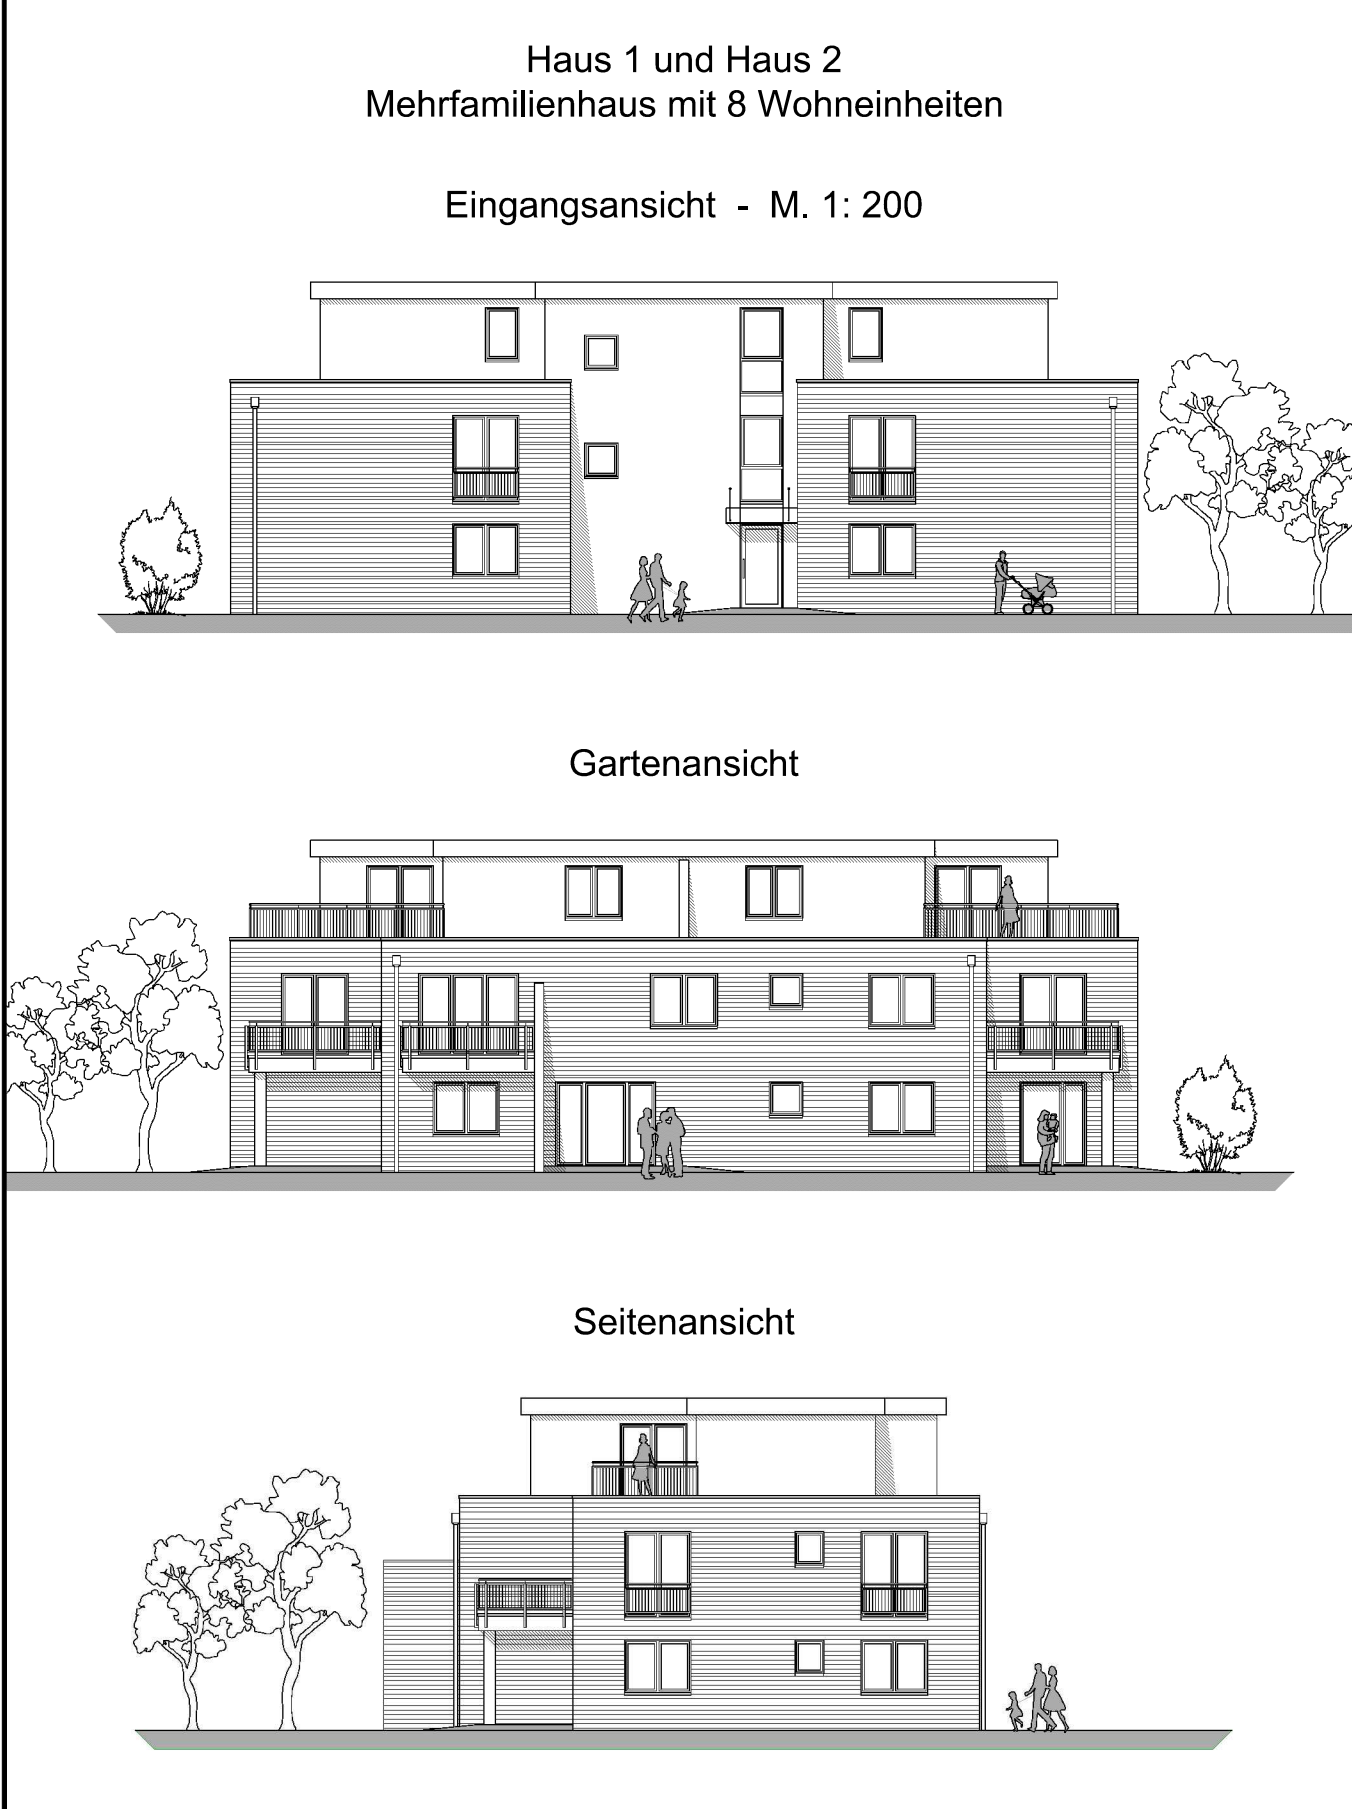 Haus 1 und Haus 2
Mehrfamilienhaus mit 8 Wohneinheiten
Eingangsansicht - M. 1: 200
Gartenansicht
Seitenansicht